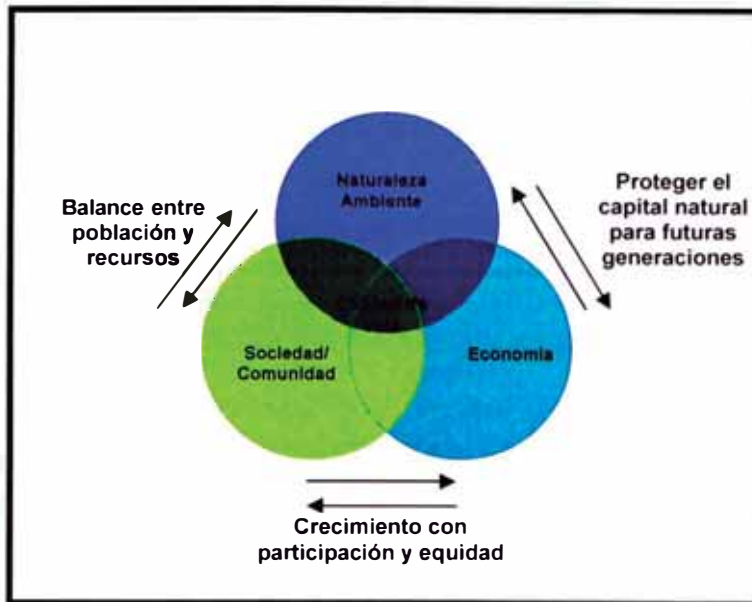 Naturaleza
Ambiente
Balance entre
población y
recursos
Proteger el
capital natural
para futuras
generaciones
Sociedad/
Comunidad
Economía
Crecimiento con
participación y equidad